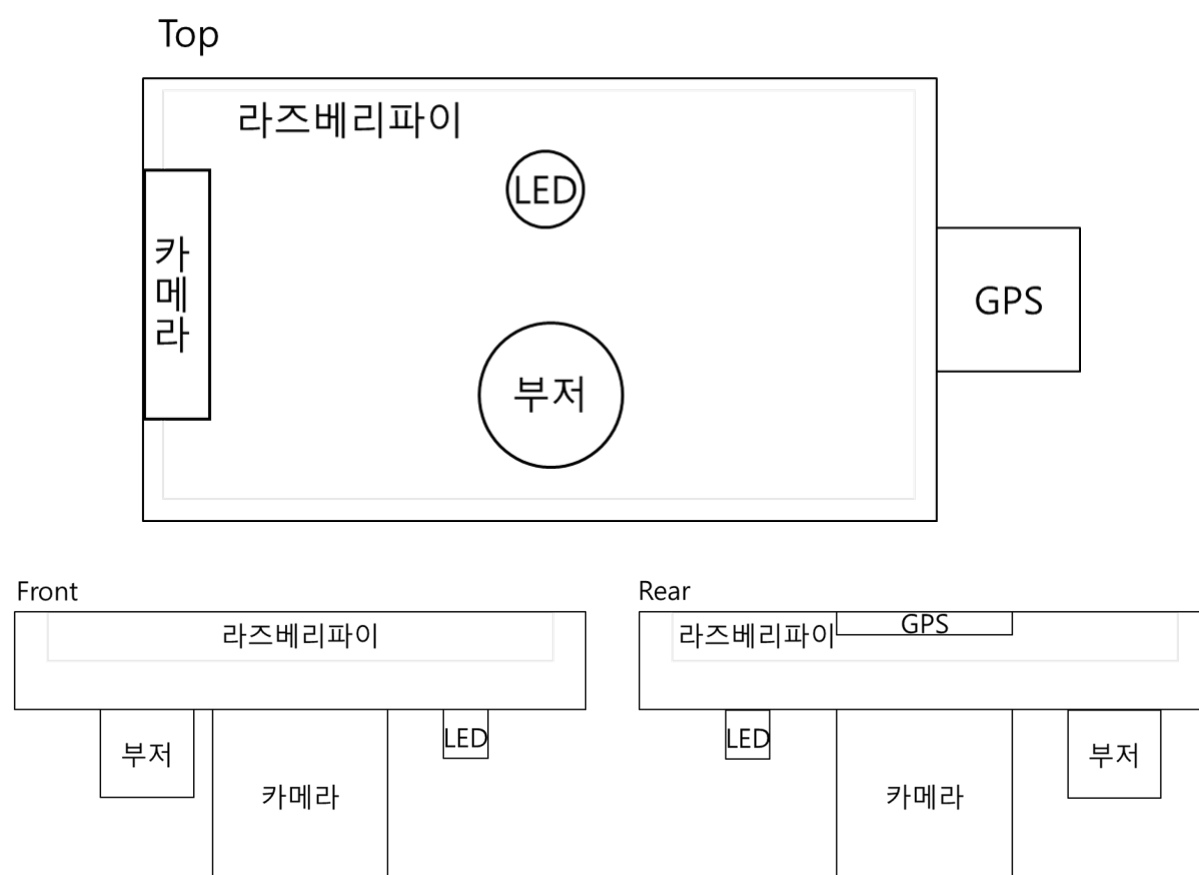 Top
라즈베리파이
LED
카
메
라
GPS
부저
Front
라즈베리파이
부저
카메라
LED
Rear
라즈베리파이
GPS
LED
카메라
부저